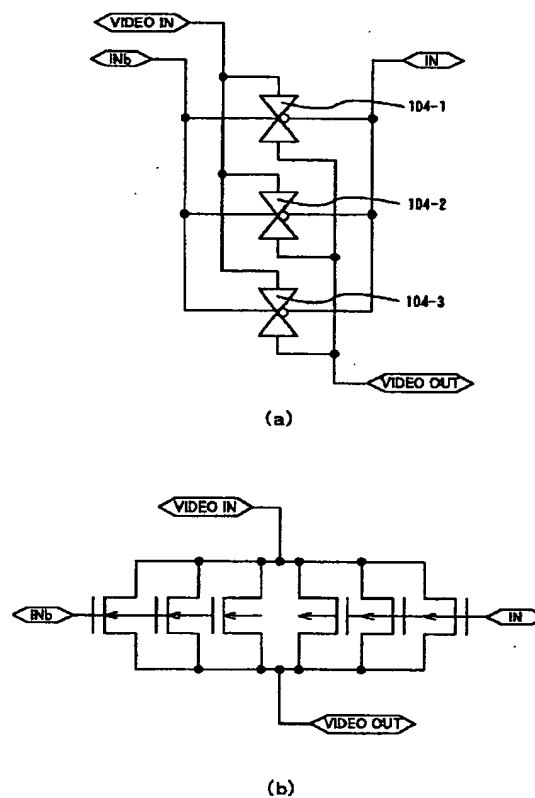 VIDEO IN
INb
IN
104-1
104-2
104-3
VIDEO OUT
(a)
VIDEO IN
INb
IN
VIDEO OUT
(b)